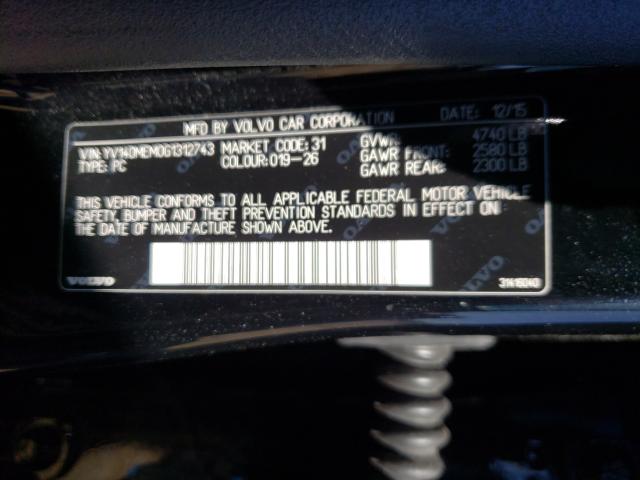 MFD BY VOLVO CAR CORPORATION DATE: 12/15
VIN: YV140MEM0G1312743 MARKET CODE: 31 GVWR: 4740 LB
TYPE: PC COLOUR: 019-26 GAWR FRONT: 2580 LB
GAWR REAR: 2300 LB
THIS VEHICLE CONFORMS TO ALL APPLICABLE FEDERAL MOTOR VEHICLE
SAFETY, BUMPER AND THEFT PREVENTION STANDARDS IN EFFECT ON
THE DATE OF MANUFACTURE SHOWN ABOVE.
VOLVO 31416040